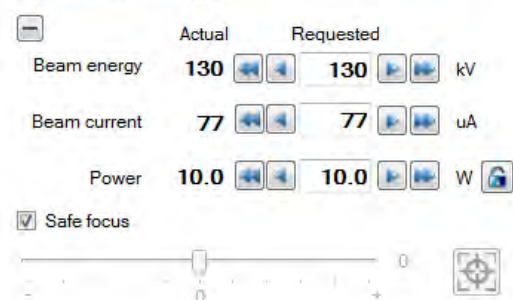 Actual Requested
Beam energy 130 130 kV
Beam current 77 77 uA
Power 10.0 10.0 W
Safe focus
0
- 0 +